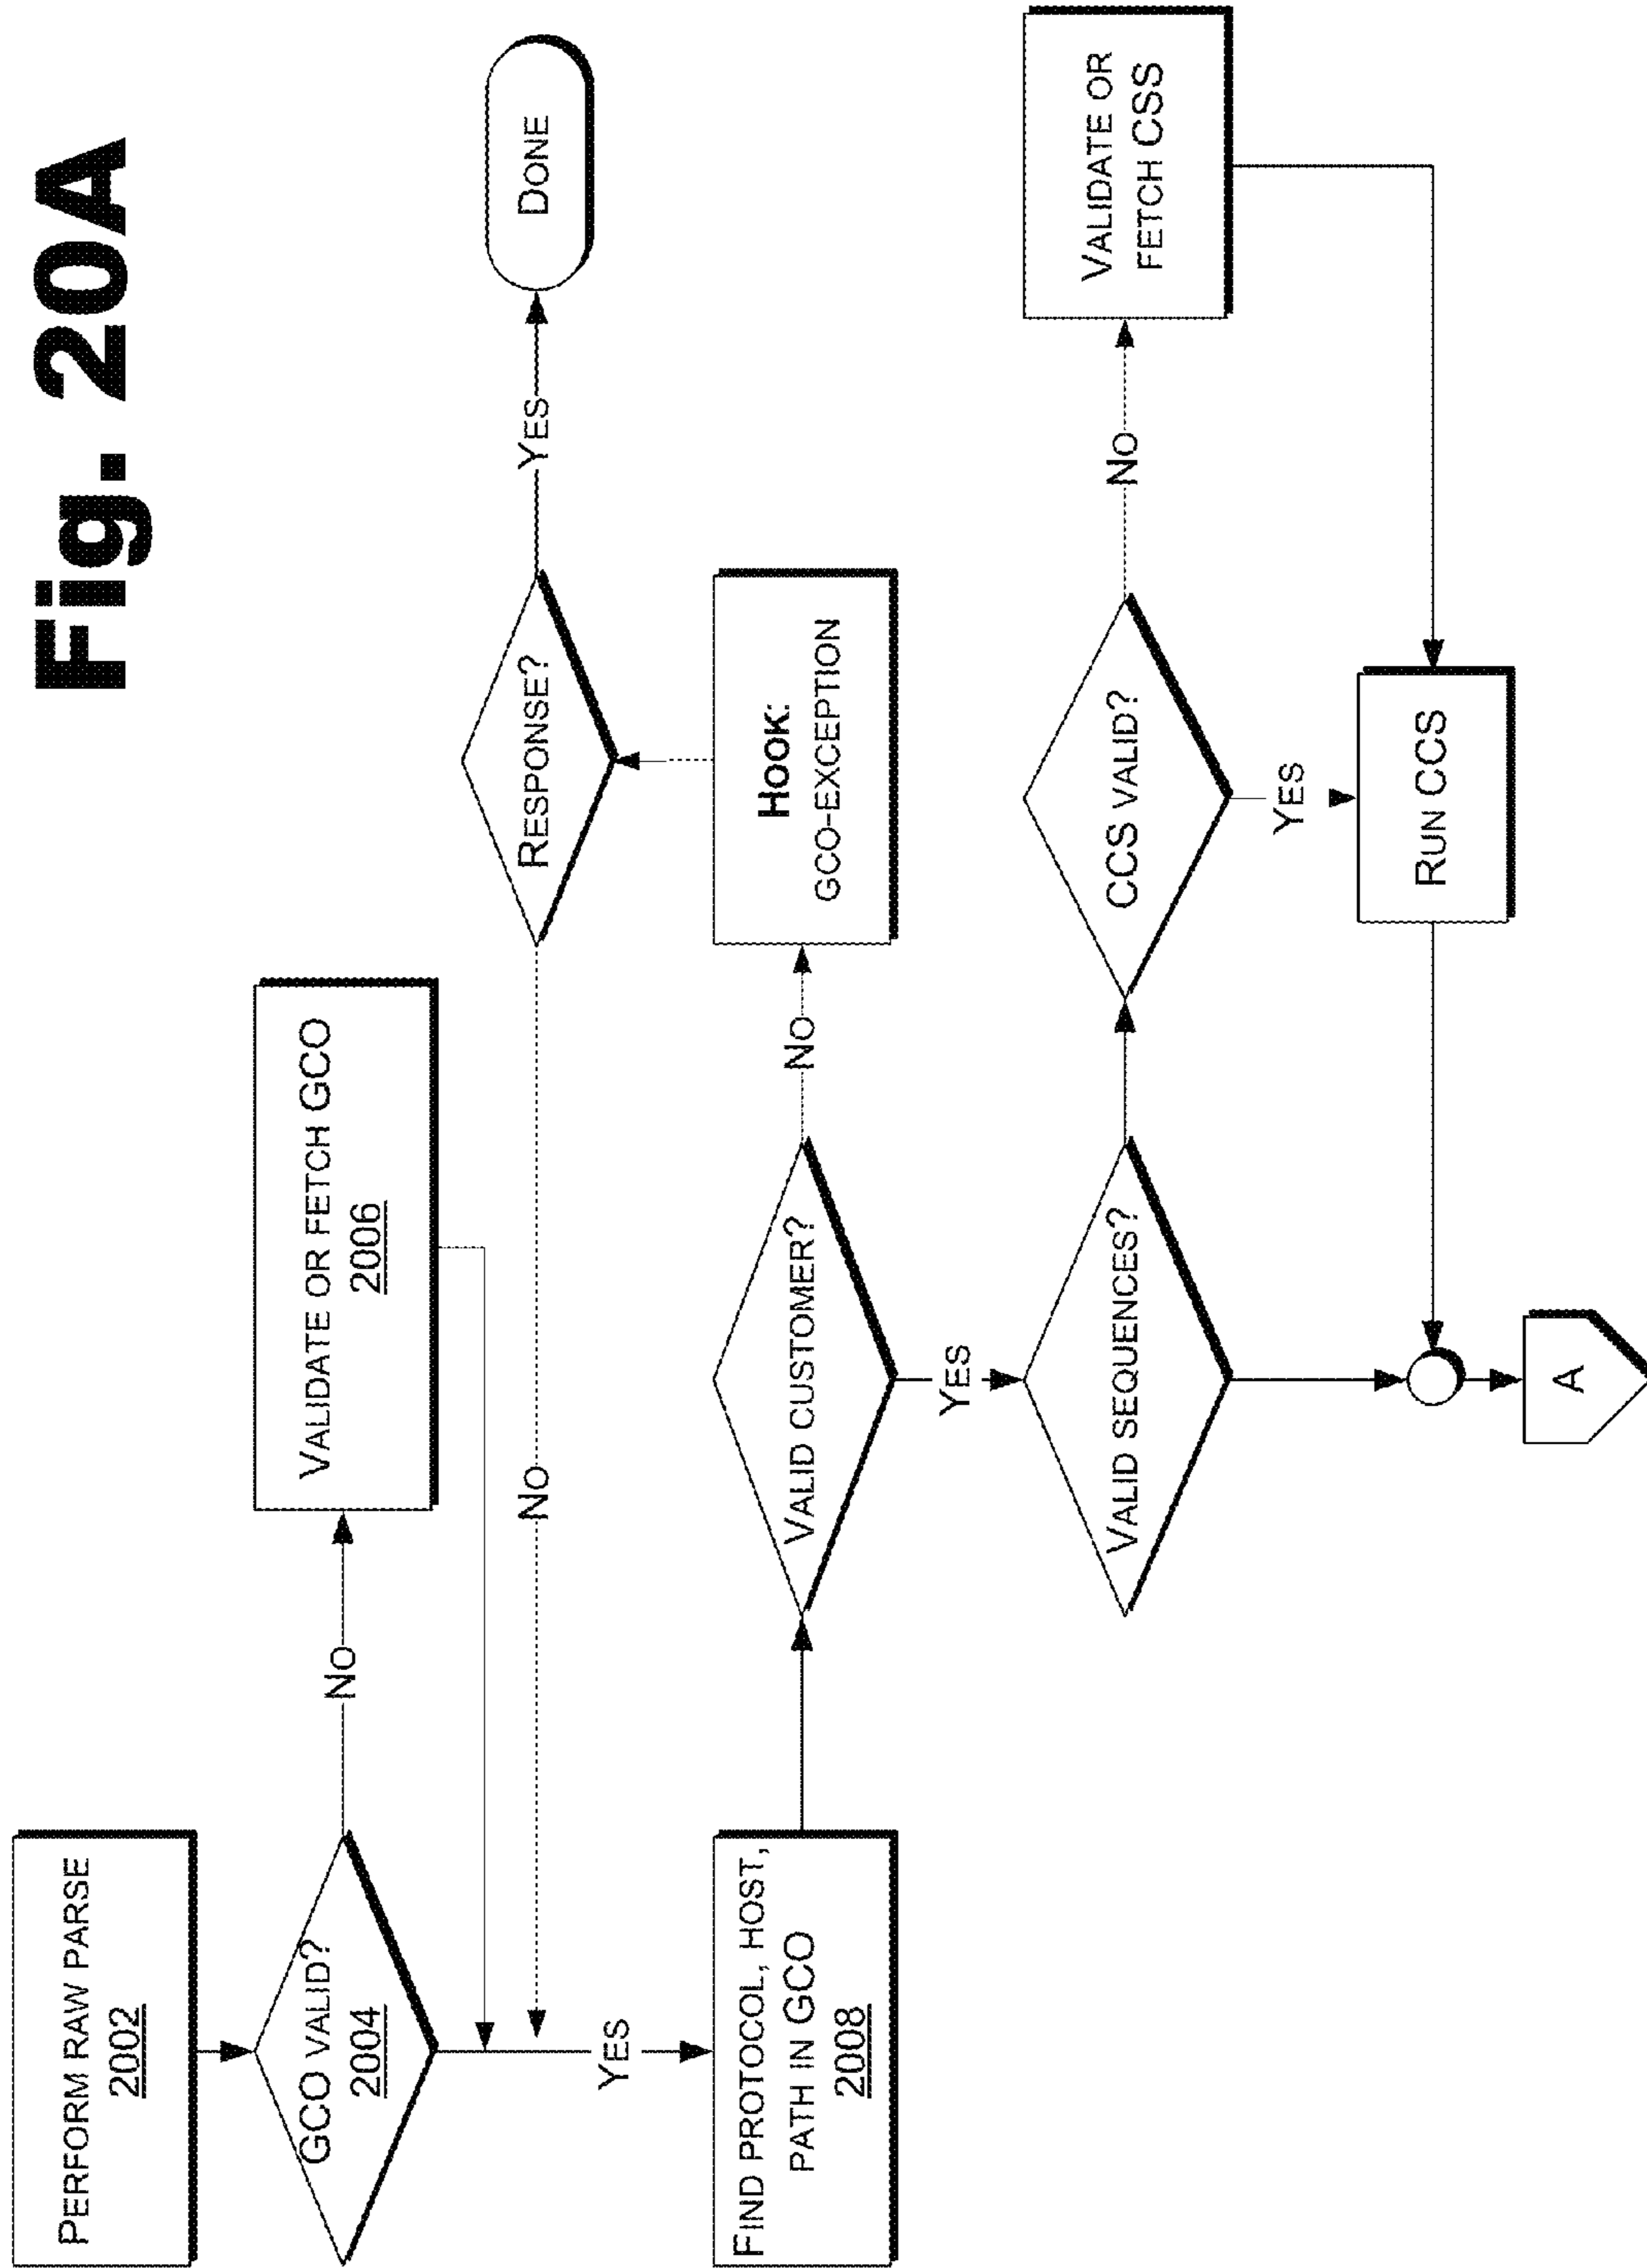 Fig. 20A
PERFORM RAW PARSE
2002
GCO VALID?
2004
NO
VALIDATE OR FETCH GCO
2006
YES
NO
RESPONSE?
YES
DONE
FIND PROTOCOL, HOST,
PATH IN GCO
2008
VALID CUSTOMER?
NO
HOOK:
GCO-EXCEPTION
YES
VALID SEQUENCES?
CCS VALID?
NO
VALIDATE OR
FETCH CSS
YES
RUN CCS
A